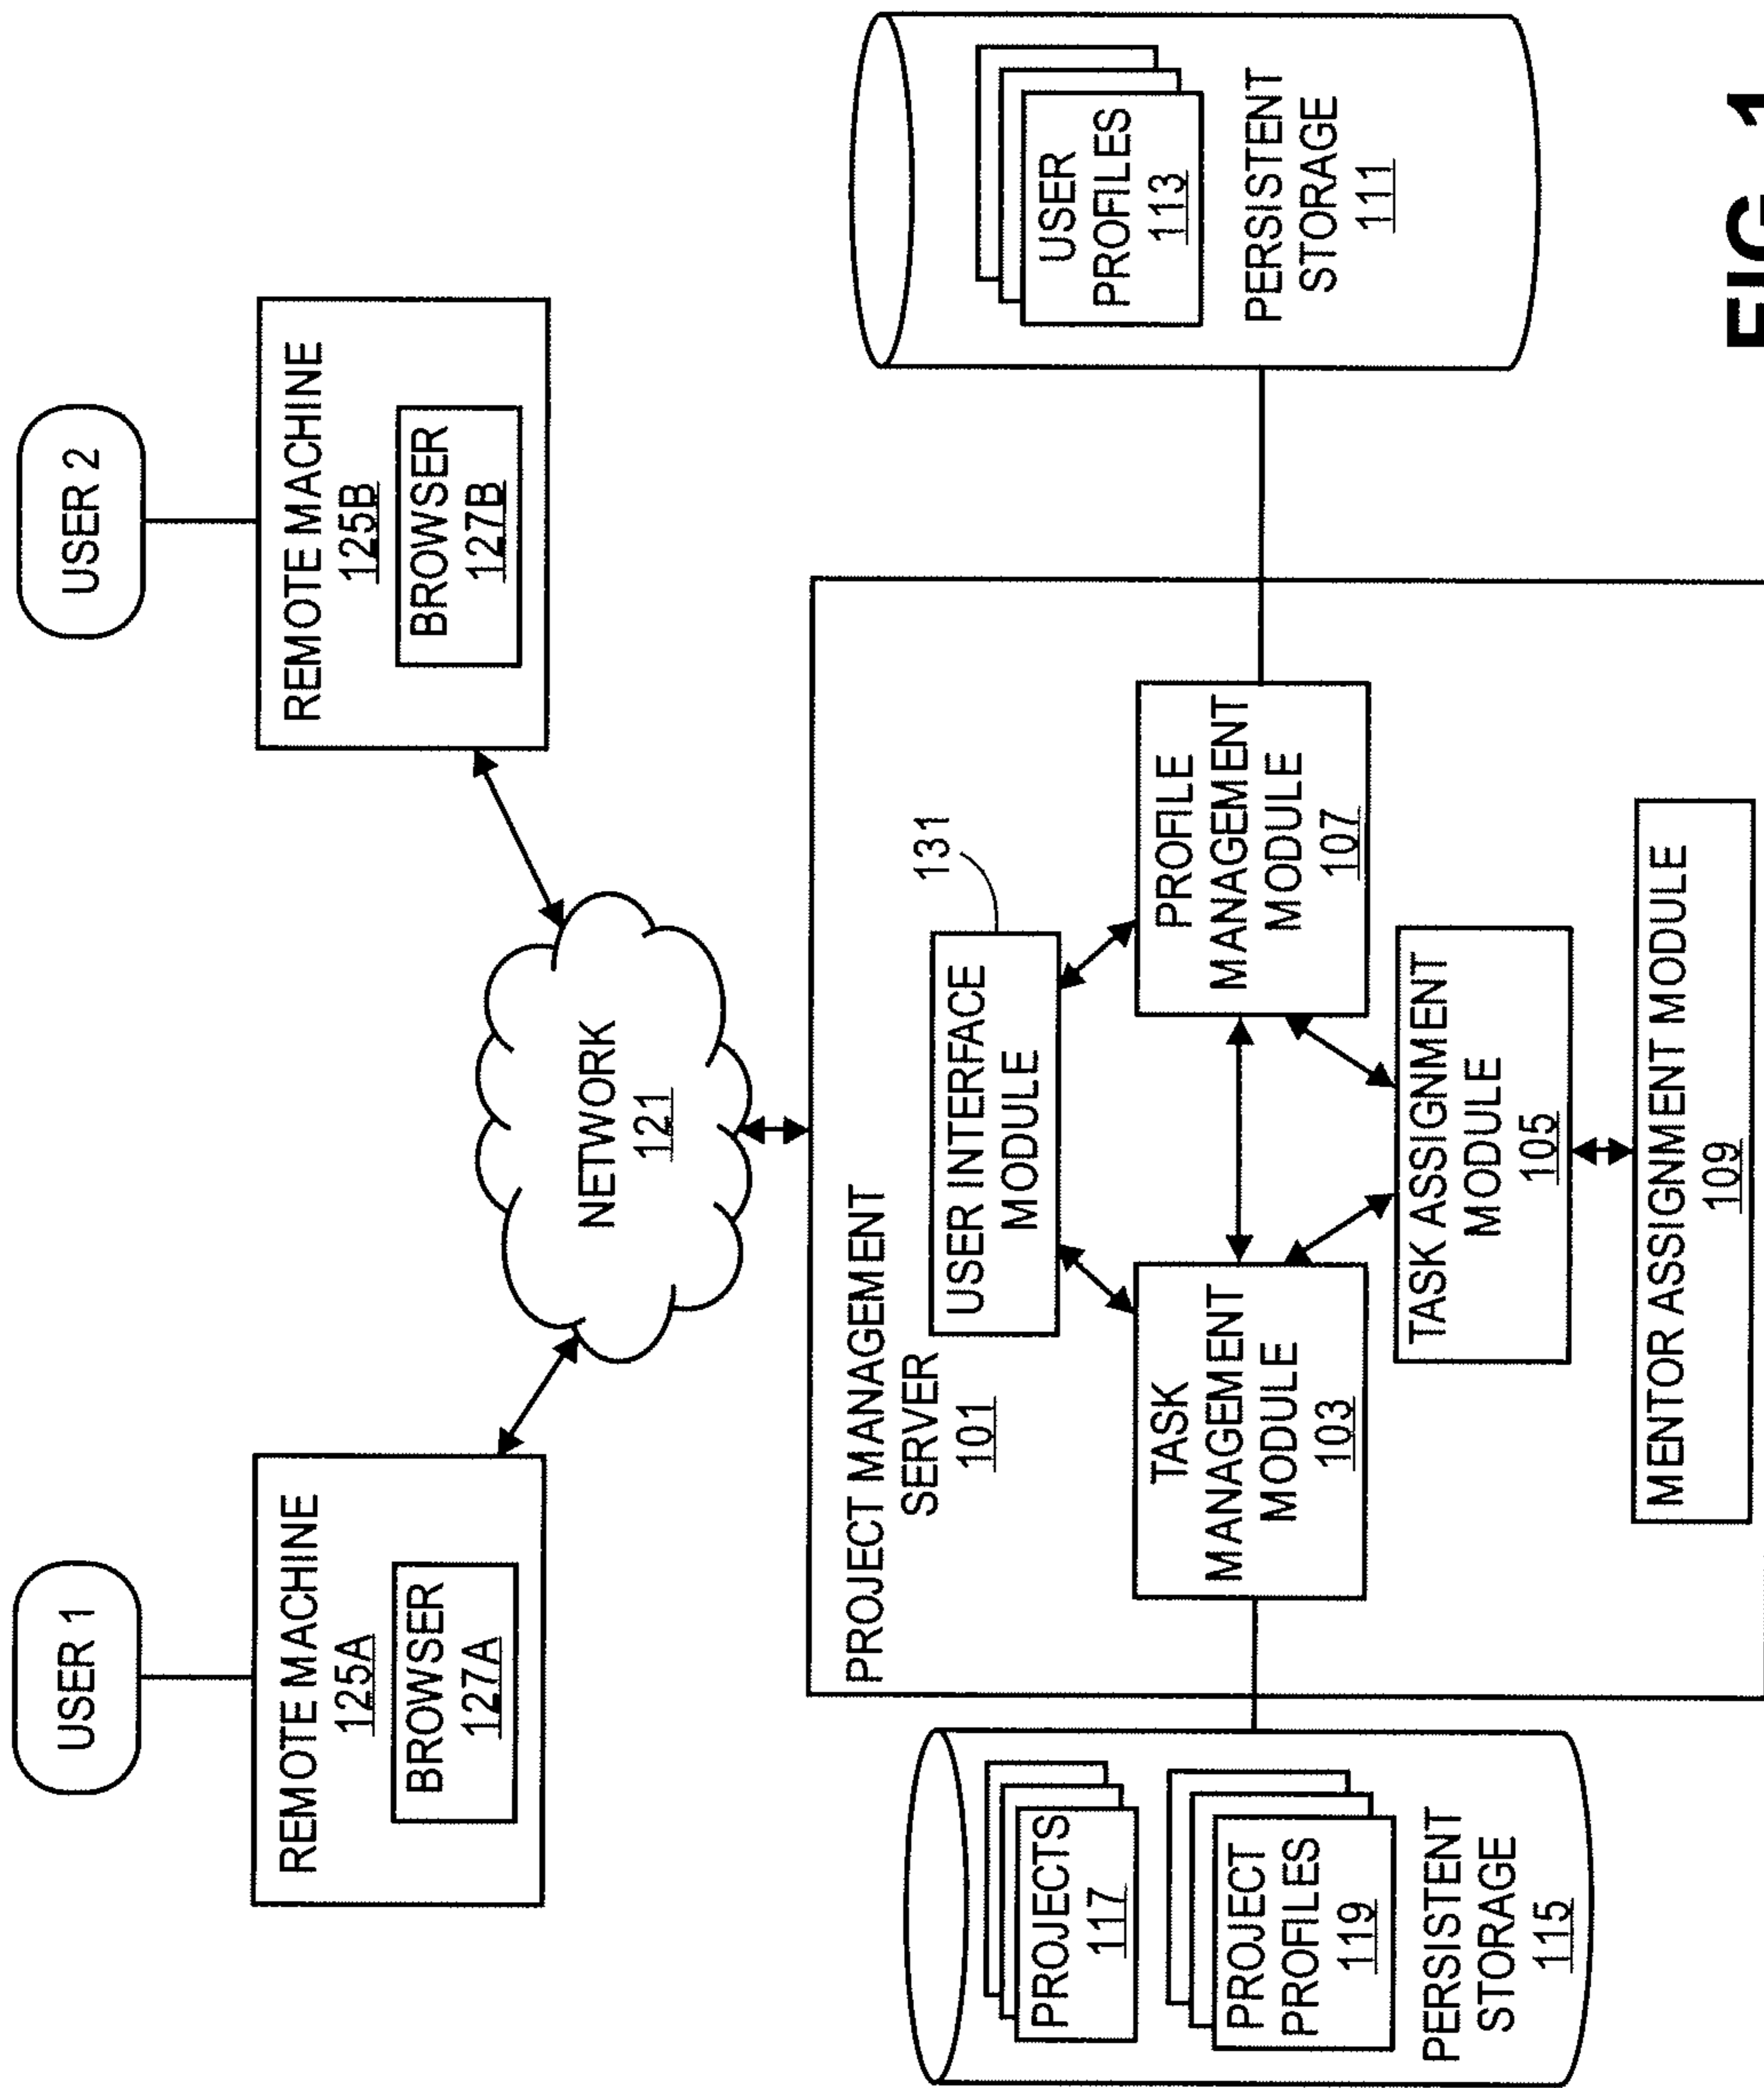 USER 1
USER 2
REMOTE MACHINE
125A
BROWSER
127A
REMOTE MACHINE
125B
BROWSER
127B
NETWORK
121
PROJECT MANAGEMENT
SERVER
101
USER INTERFACE
MODULE
131
TASK
MANAGEMENT
MODULE
103
PROFILE
MANAGEMENT
MODULE
107
TASK ASSIGNMENT
MODULE
105
MENTOR ASSIGNMENT MODULE
109
PROJECTS
117
PROJECT
PROFILES
119
PERSISTENT
STORAGE
115
USER
PROFILES
113
PERSISTENT
STORAGE
111
FIG. 1